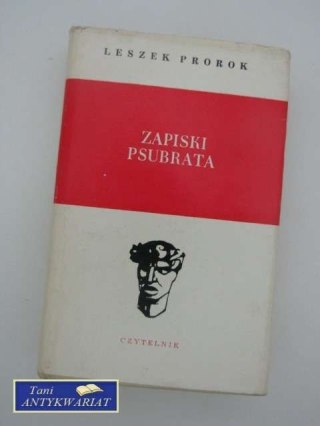 LESZEK PROROK
ZAPISKI
PSUBRATA
CZYTELNIK
Tani
ANTYKWARIAT